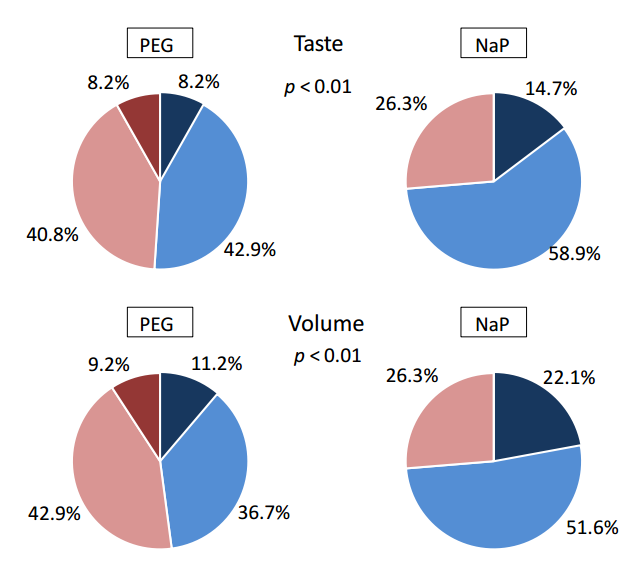 PEG Taste NaP
8.2% 8.2% p < 0.01 14.7%
26.3%
40.8% 42.9% 58.9%
PEG Volume NaP
9.2% 11.2% p < 0.01 26.3% 22.1%
42.9% 36.7% 51.6%